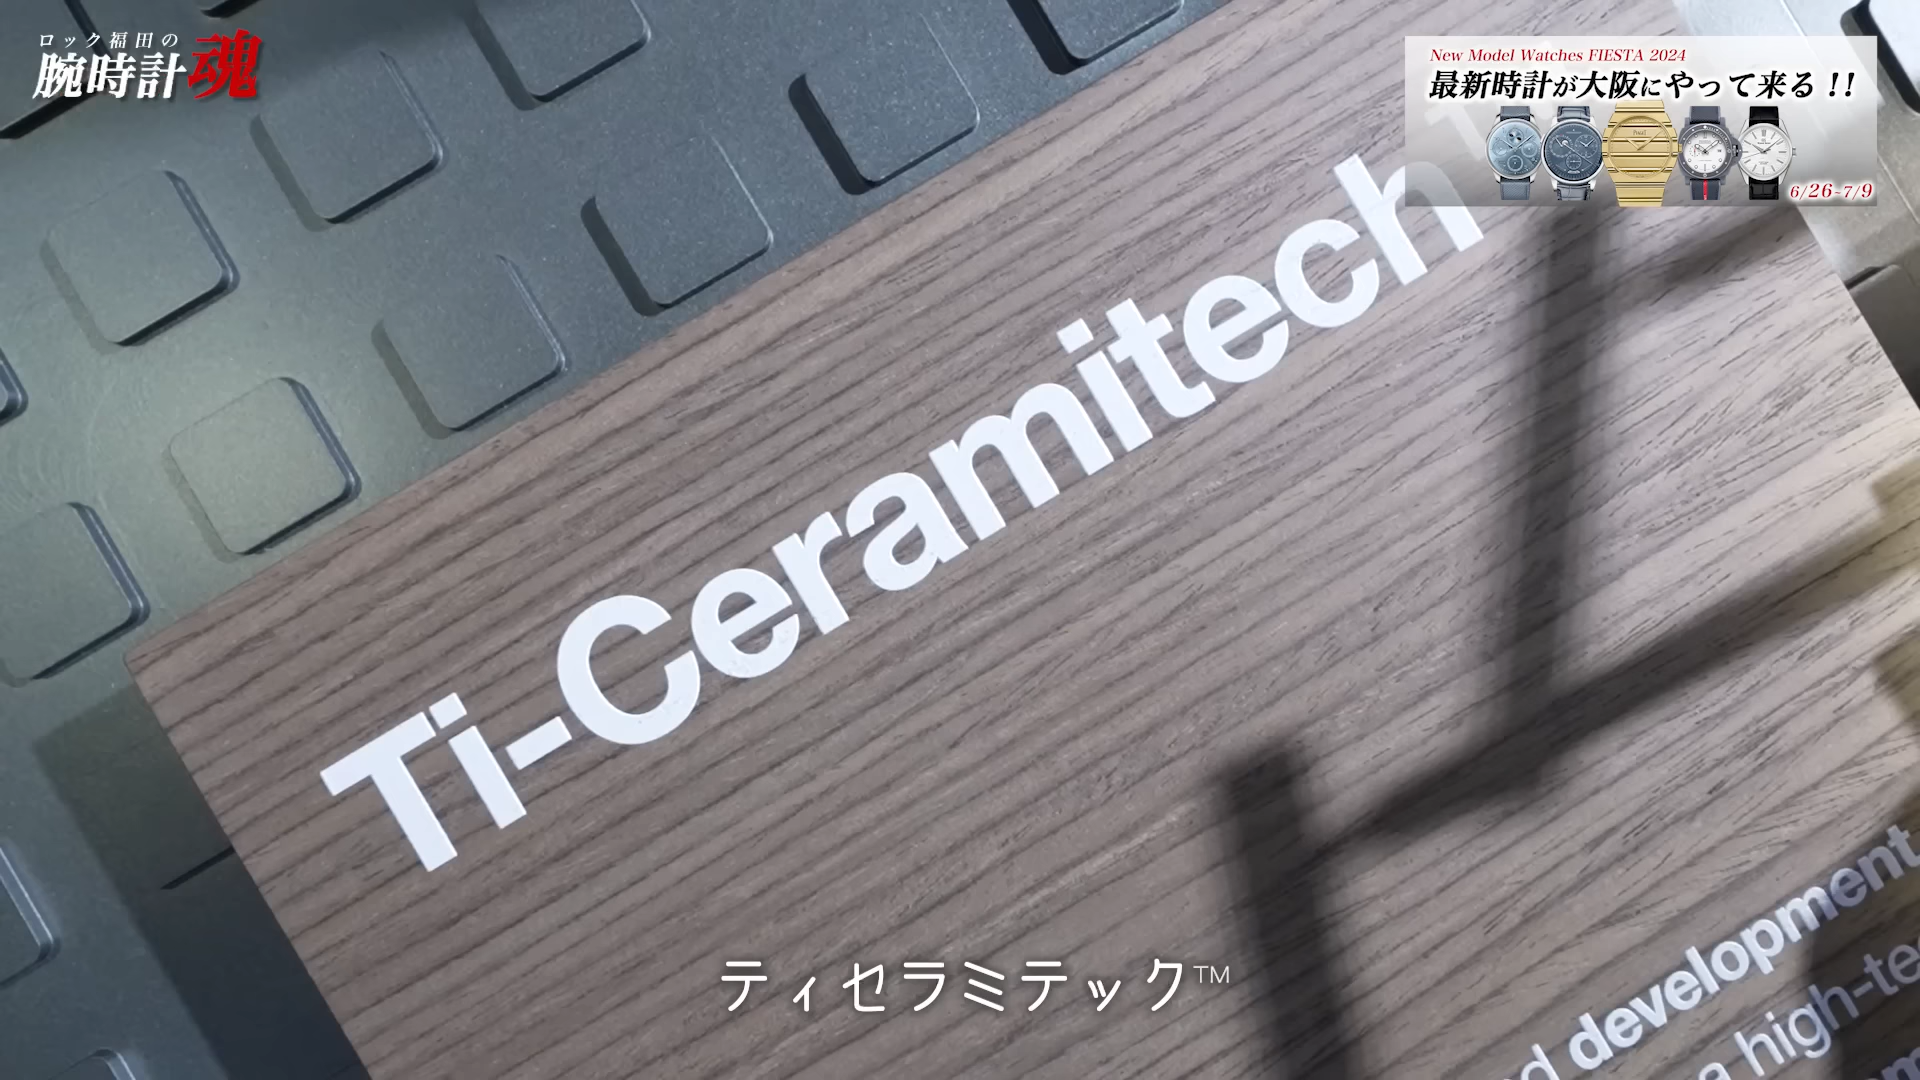 ロック福田の
腕時計魂
New Model Watches FIESTA 2024
最新時計が大阪にやって来る !!
PIAGET
6/26~7/9
Ti-Ceramitech
development
a high-te
ティセラミテック™